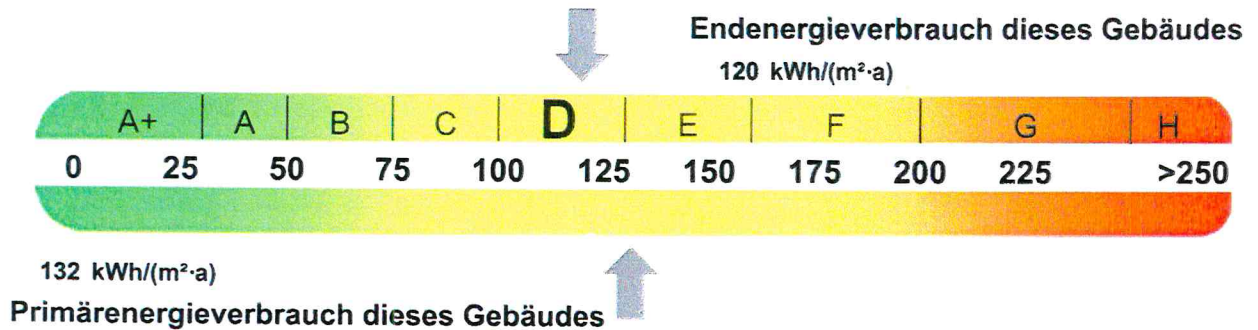 Endenergieverbrauch dieses Gebäudes
120 kWh/(m²·a)
A+ A B C D E F G H
0 25 50 75 100 125 150 175 200 225 >250
132 kWh/(m²·a)
Primärenergieverbrauch dieses Gebäudes